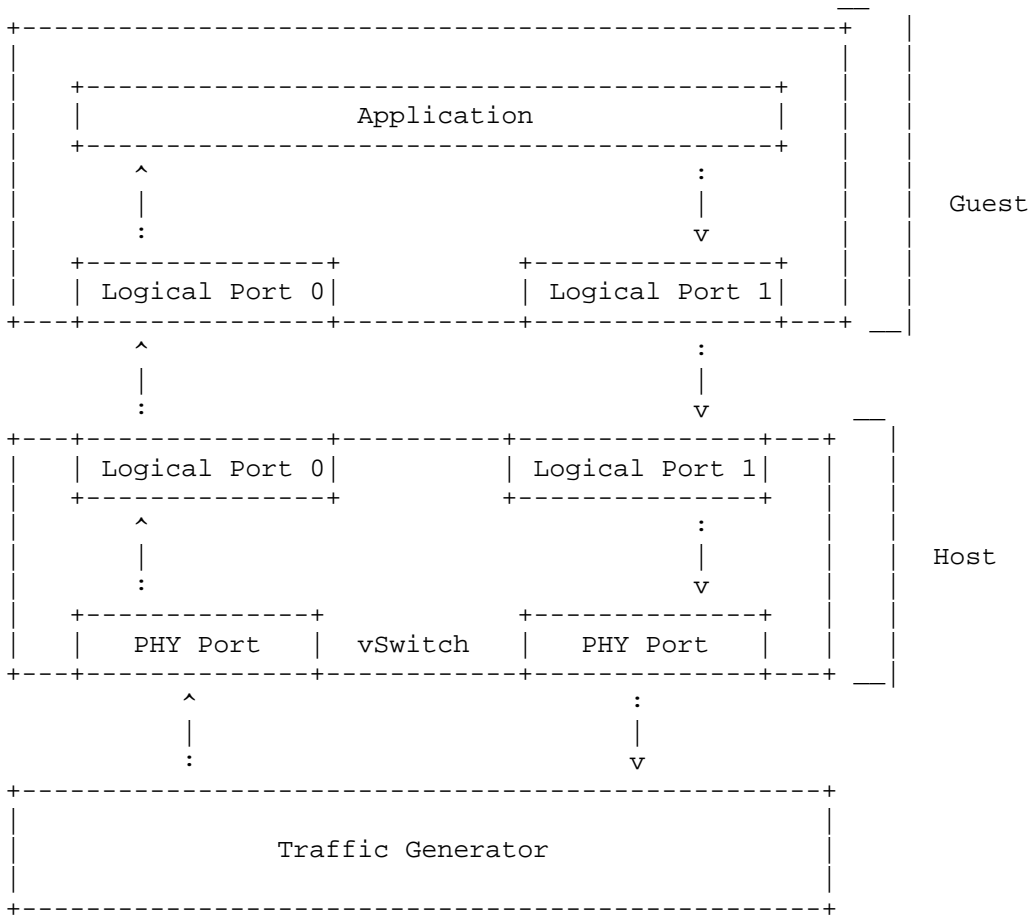 Application
Guest
Logical Port 0 Logical Port 1
Logical Port 0 Logical Port 1
Host
PHY Port vSwitch PHY Port
Traffic Generator